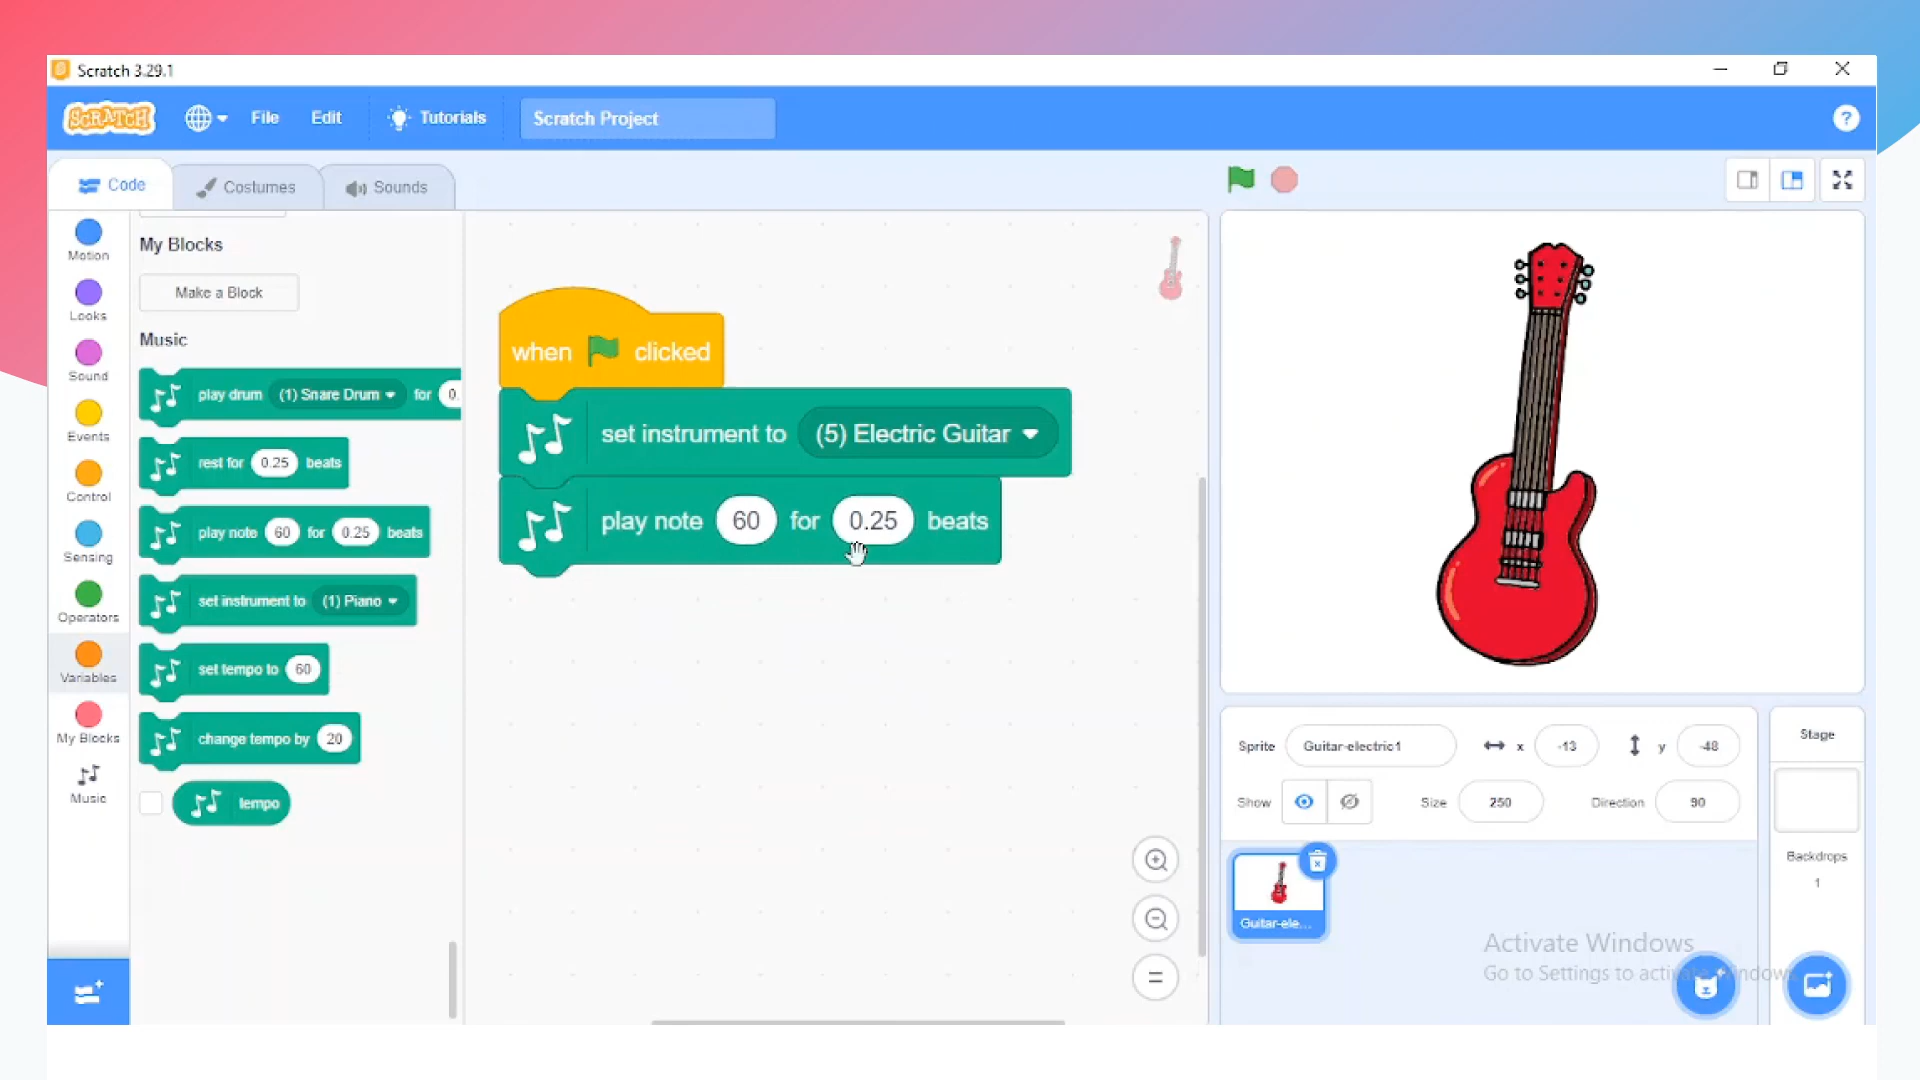 Scratch 3.29.1
SCRATCH
File
Edit
Tutorials
Scratch Project
?
Code
Costumes
Sounds
Motion
Looks
Sound
Events
Control
Sensing
Operators
Variables
My Blocks
Music
My Blocks
Make a Block
Music
play drum (1) Snare Drum for 0.
rest for 0.25 beats
play note 60 for 0.25 beats
set instrument to (1) Piano
set tempo to 60
change tempo by 20
tempo
when clicked
set instrument to (5) Electric Guitar
play note 60 for 0.25 beats
Sprite Guitar-electric1 x -13 y -48
Show Size 250 Direction 90
Guitar-ele...
Stage
Backdrops
1
Activate Windows
Go to Settings to activate Windows.